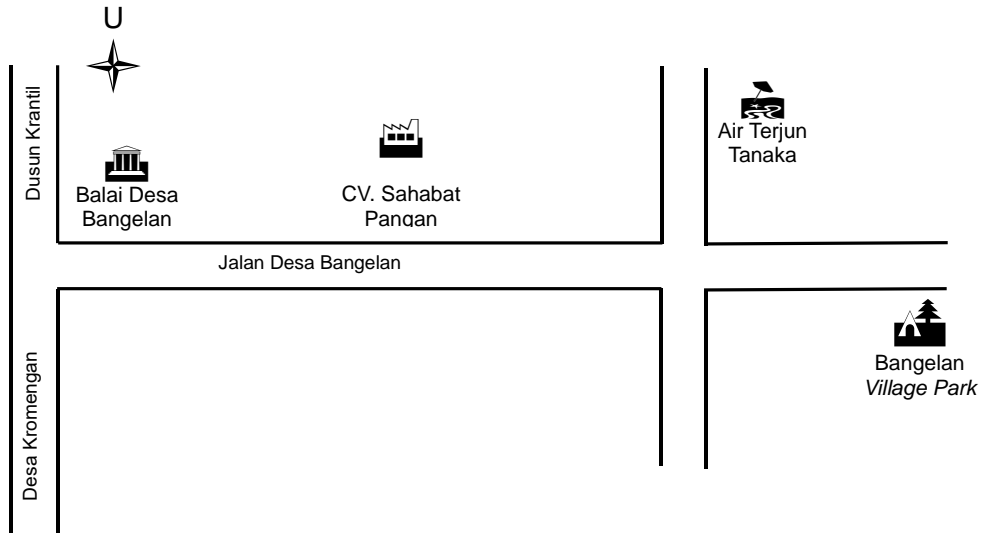 U
Dusun Krantil
Balai Desa
Bangelan
CV. Sahabat
Pangan
Air Terjun
Tanaka
Jalan Desa Bangelan
Desa Kromengan
Bangelan
Village Park